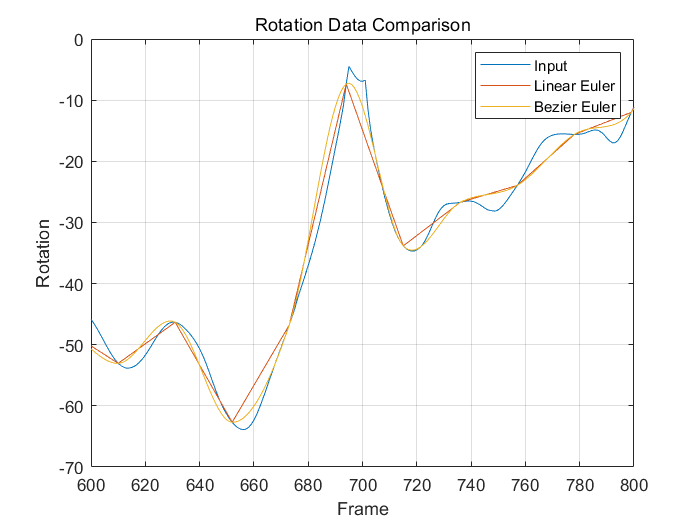 Rotation Data Comparison
0
-10
-20
-30
-40
-50
-60
-70
Rotation
Input
Linear Euler
Bezier Euler
600 620 640 660 680 700 720 740 760 780 800
Frame